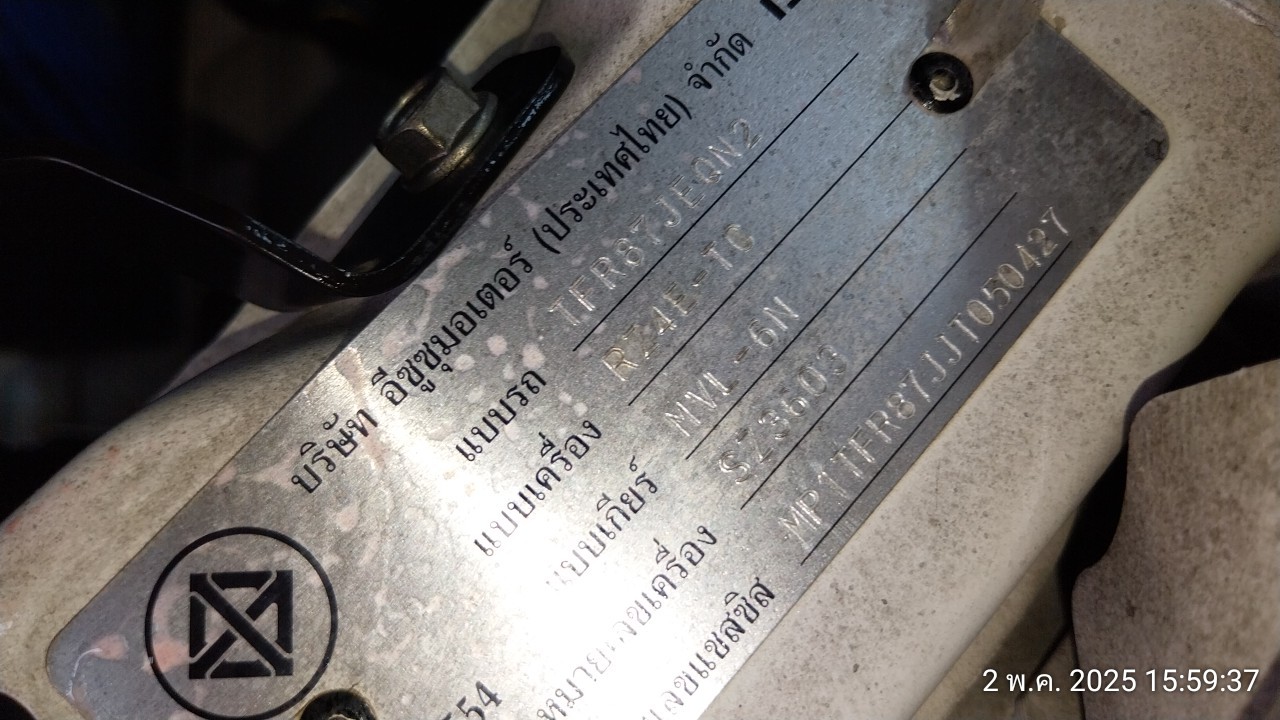 บริษัท อีซูซุมอเตอร์ (ประเทศไทย) จำกัด
แบบรถ TFR87JEQN2
แบบเครื่อง RZ4E-TC
แบบเกียร์ MVL-6N
หมายเลขเครื่อง SZ3603
เลขแชสซิส MP1TFR87JJT050427
554
2 พ.ค. 2025 15:59:37